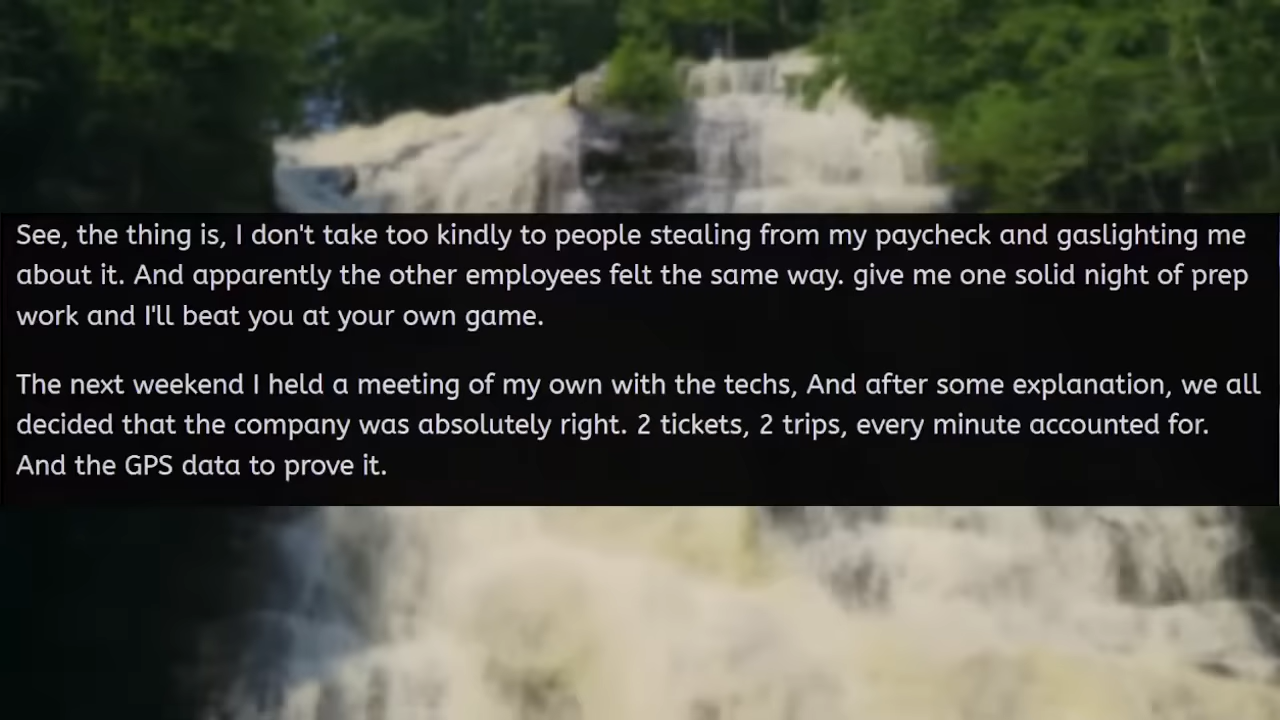 See, the thing is, I don't take too kindly to people stealing from my paycheck and gaslighting me
about it. And apparently the other employees felt the same way. give me one solid night of prep
work and I'll beat you at your own game.
The next weekend I held a meeting of my own with the techs, And after some explanation, we all
decided that the company was absolutely right. 2 tickets, 2 trips, every minute accounted for.
And the GPS data to prove it.